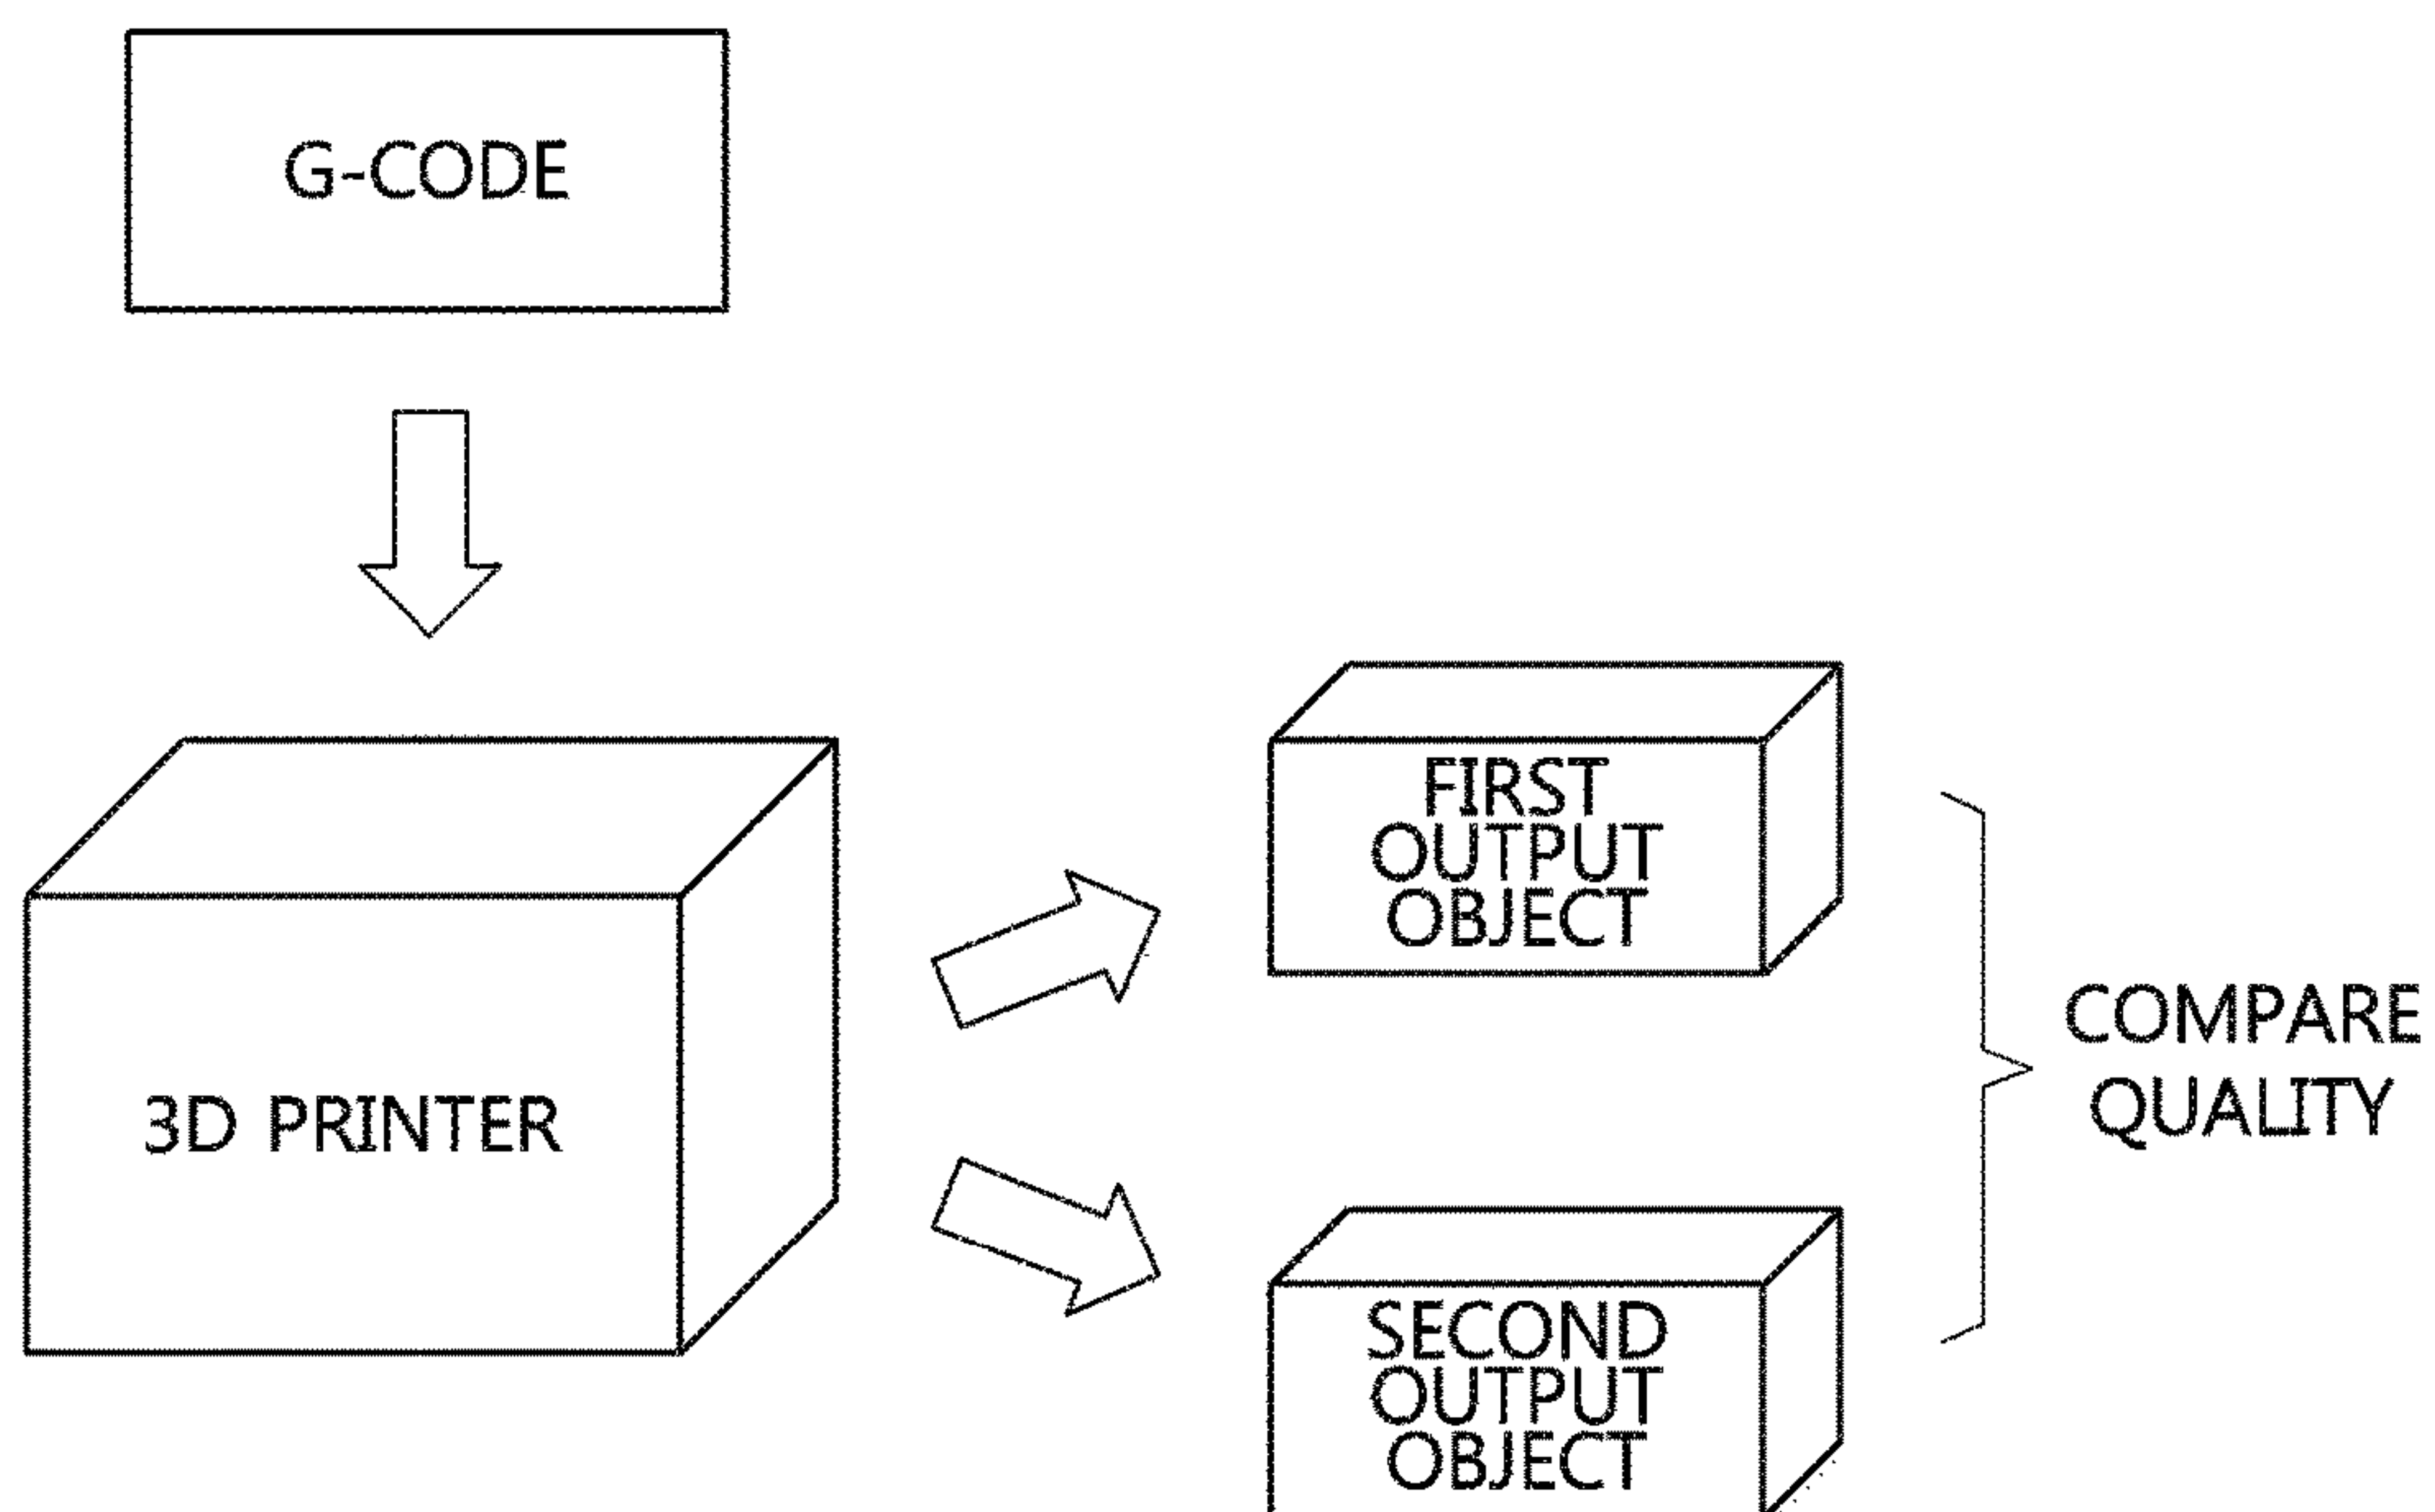 G-CODE
3D PRINTER
FIRST
OUTPUT
OBJECT
SECOND
OUTPUT
OBJECT
COMPARE
QUALITY